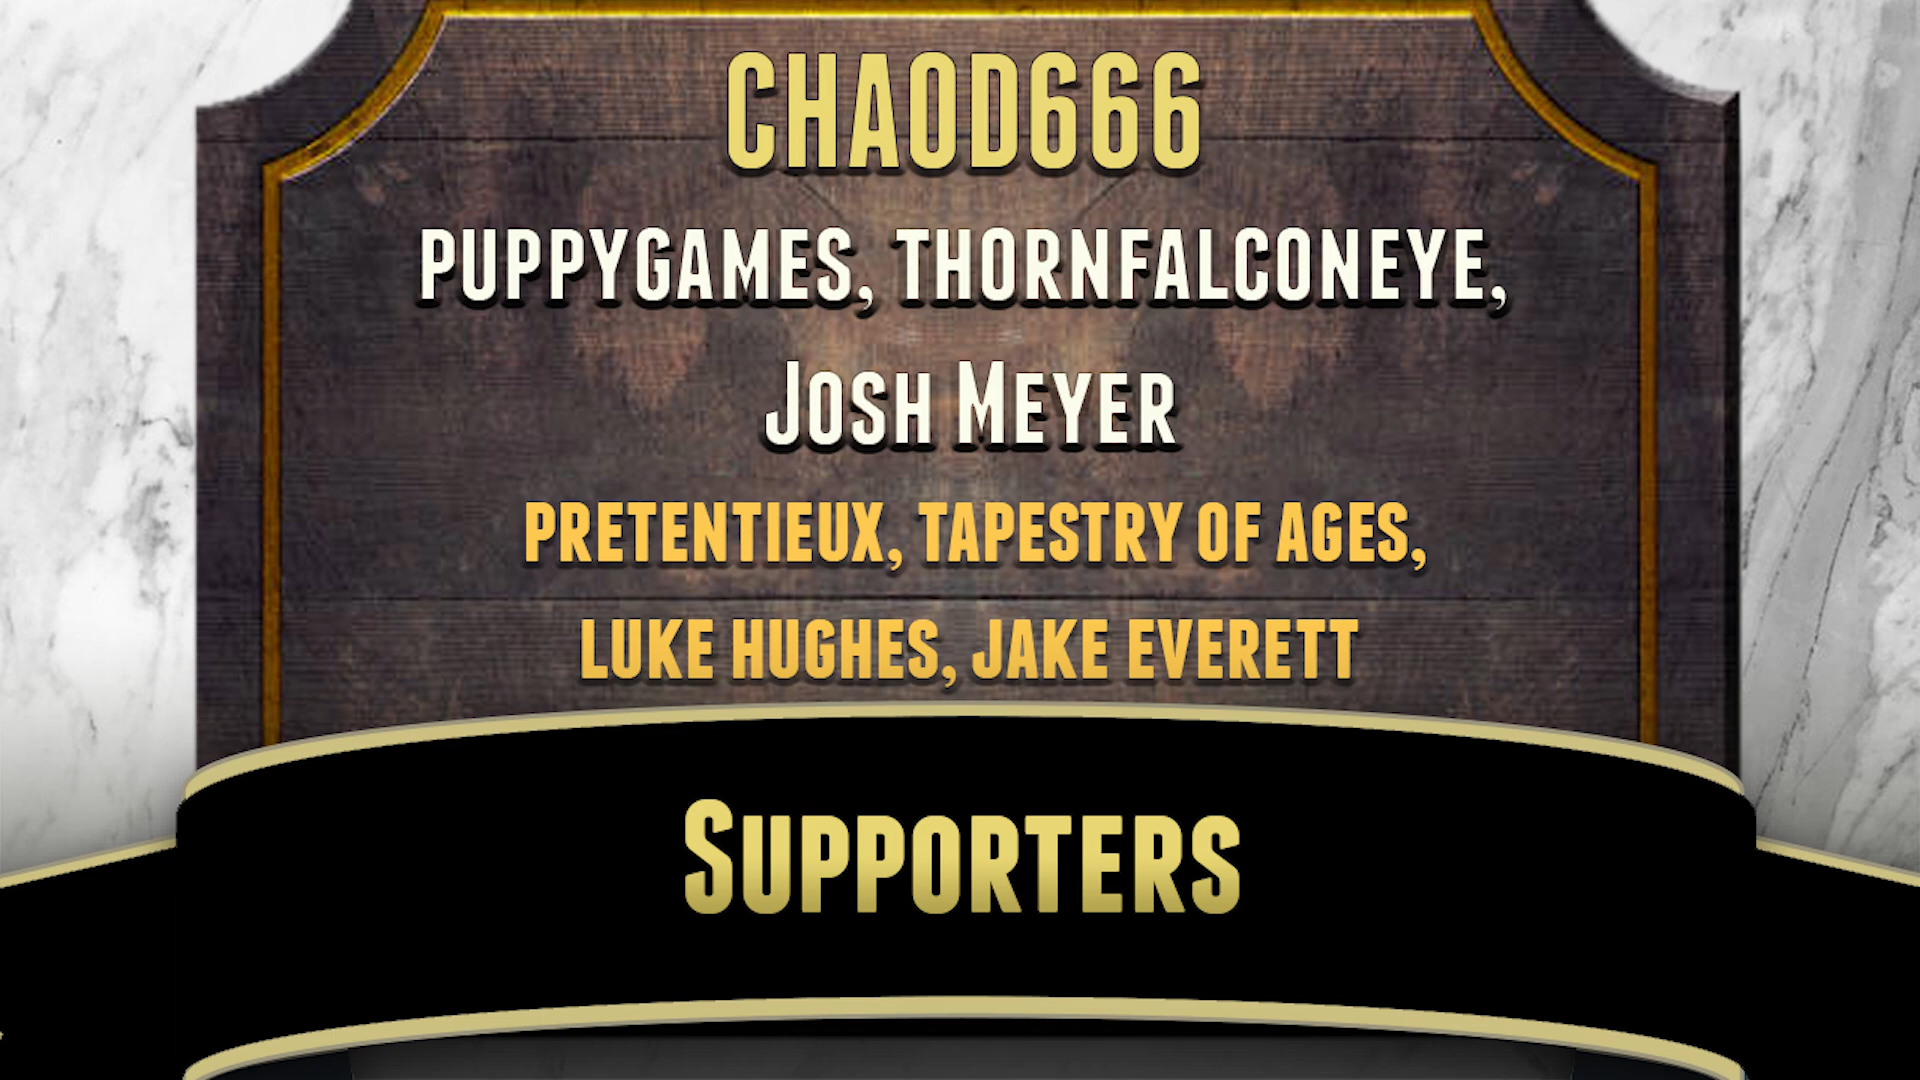 CHAOD666
PUPPYGAMES, THORNFALCONEYE,
JOSH MEYER
PRETENTIEUX, TAPESTRY OF AGES,
LUKE HUGHES, JAKE EVERETT
SUPPORTERS